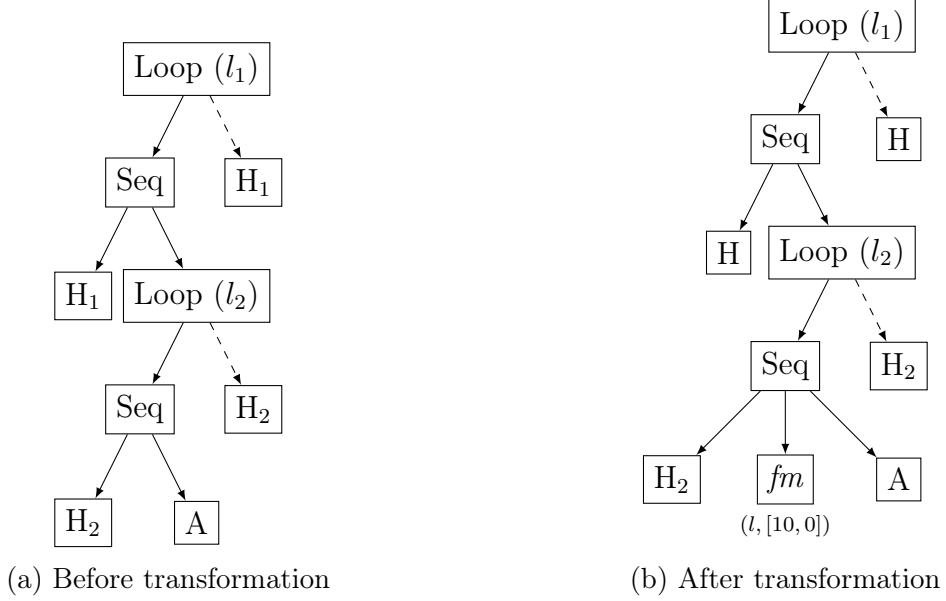 Loop (l₁)
Seq
H₁
H₁
Loop (l₂)
Seq
H₂
H₂
A
(a) Before transformation
Loop (l₁)
Seq
H
H
Loop (l₂)
Seq
H₂
H₂
fm
A
(l, [10, 0])
(b) After transformation